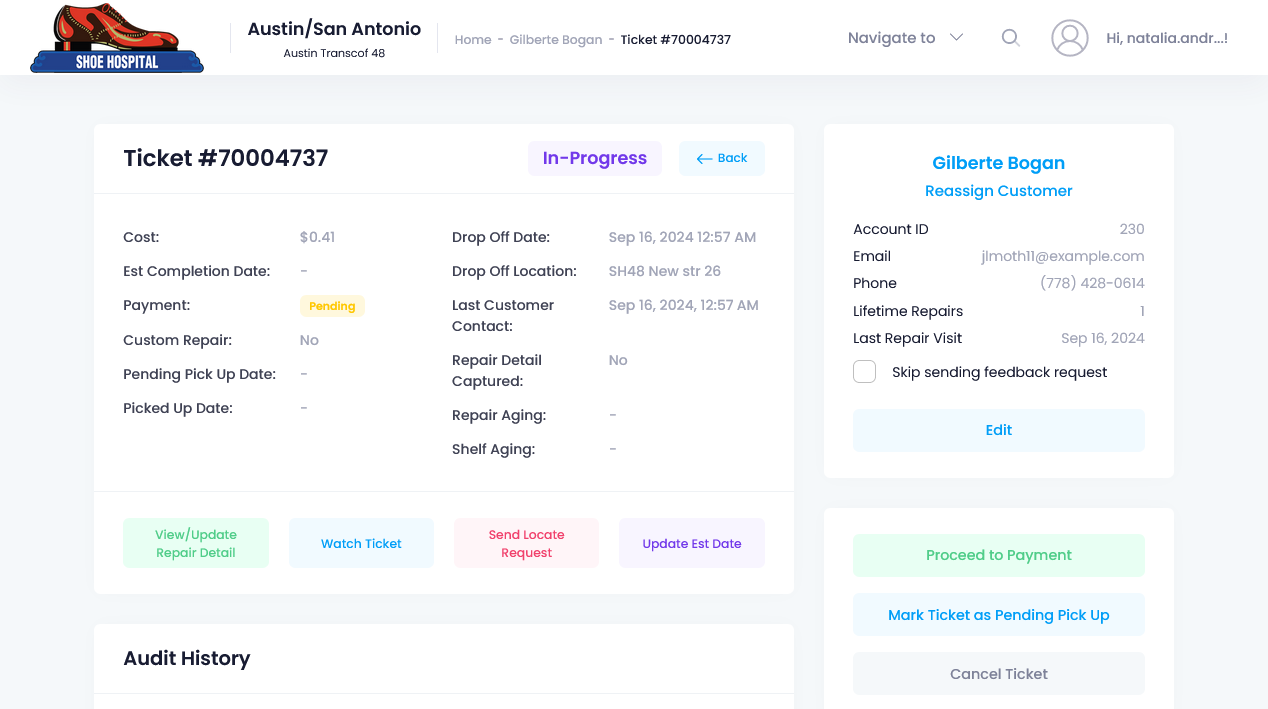 SHOE HOSPITAL
Austin/San Antonio
Austin Transcof 48
Home - Gilberte Bogan - Ticket #70004737
Navigate to
Hi, natalia.andr...!
Ticket #70004737
In-Progress
Back
Cost: $0.41
Est Completion Date: -
Payment: Pending
Custom Repair: No
Pending Pick Up Date: -
Picked Up Date: -
Drop Off Date: Sep 16, 2024 12:57 AM
Drop Off Location: SH48 New str 26
Last Customer Contact: Sep 16, 2024, 12:57 AM
Repair Detail Captured: No
Repair Aging: -
Shelf Aging: -
View/Update
Repair Detail
Watch Ticket
Send Locate
Request
Update Est Date
Audit History
Gilberte Bogan
Reassign Customer
Account ID 230
Email jlmoth11@example.com
Phone (778) 428-0614
Lifetime Repairs 1
Last Repair Visit Sep 16, 2024
Skip sending feedback request
Edit
Proceed to Payment
Mark Ticket as Pending Pick Up
Cancel Ticket